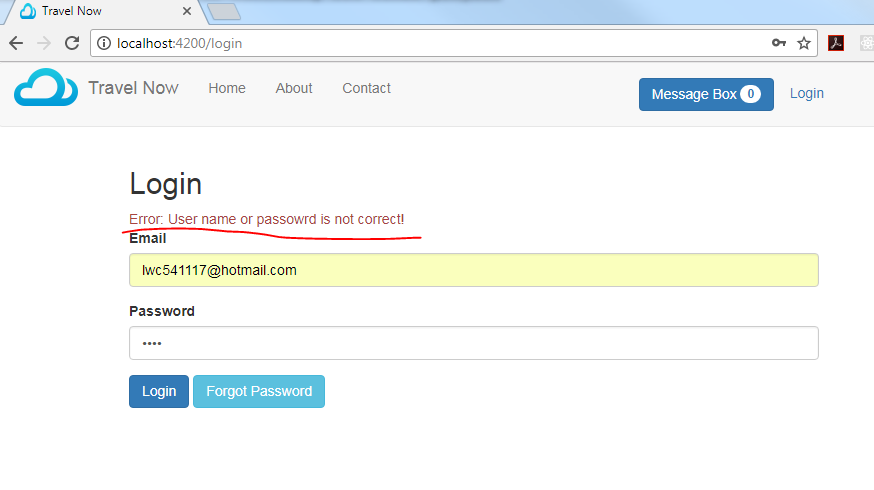 Travel Now
localhost:4200/login
Travel Now Home About Contact Message Box 0 Login
Login
Error: User name or passowrd is not correct!
Email
lwc541117@hotmail.com
Password
••••
Login Forgot Password